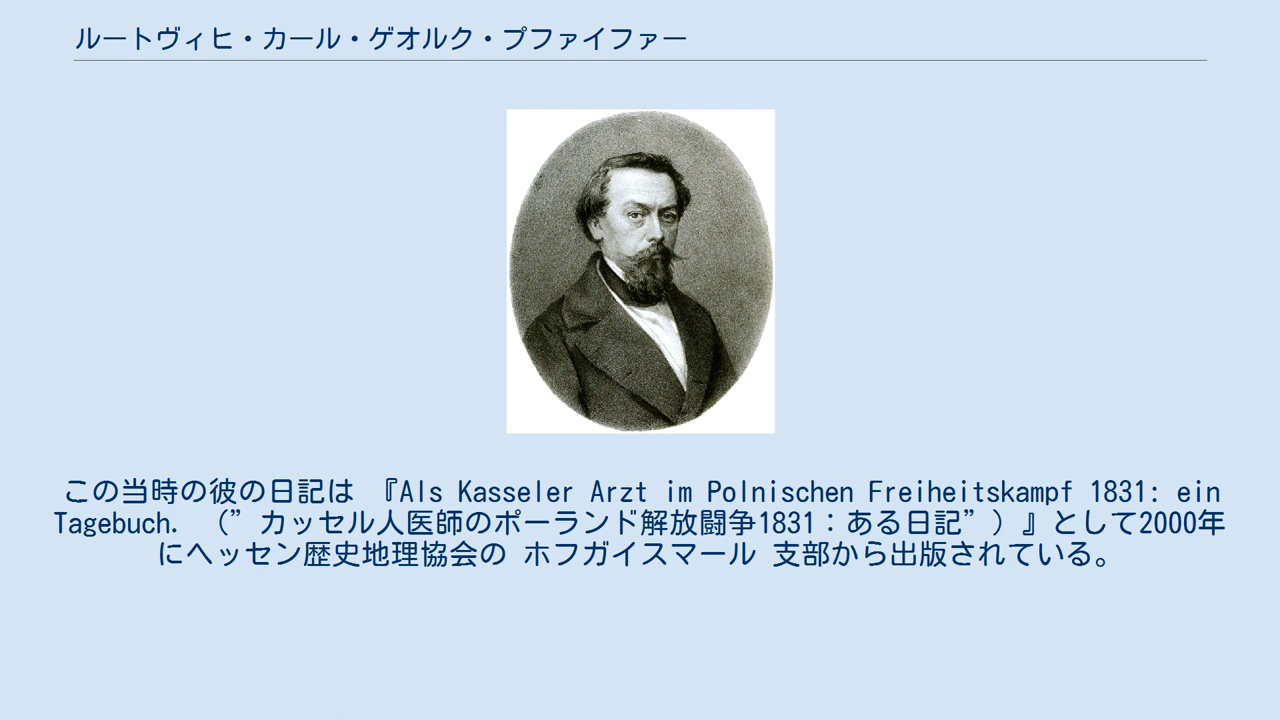 ルートヴィヒ・カール・ゲオルク・プファイファー
この当時の彼の日記は 『Als Kasseler Arzt im Polnischen Freiheitskampf 1831: ein
Tagebuch. （”カッセル人医師のポーランド解放闘争1831：ある日記”）』として2000年
にヘッセン歴史地理協会の ホフガイスマール 支部から出版されている。